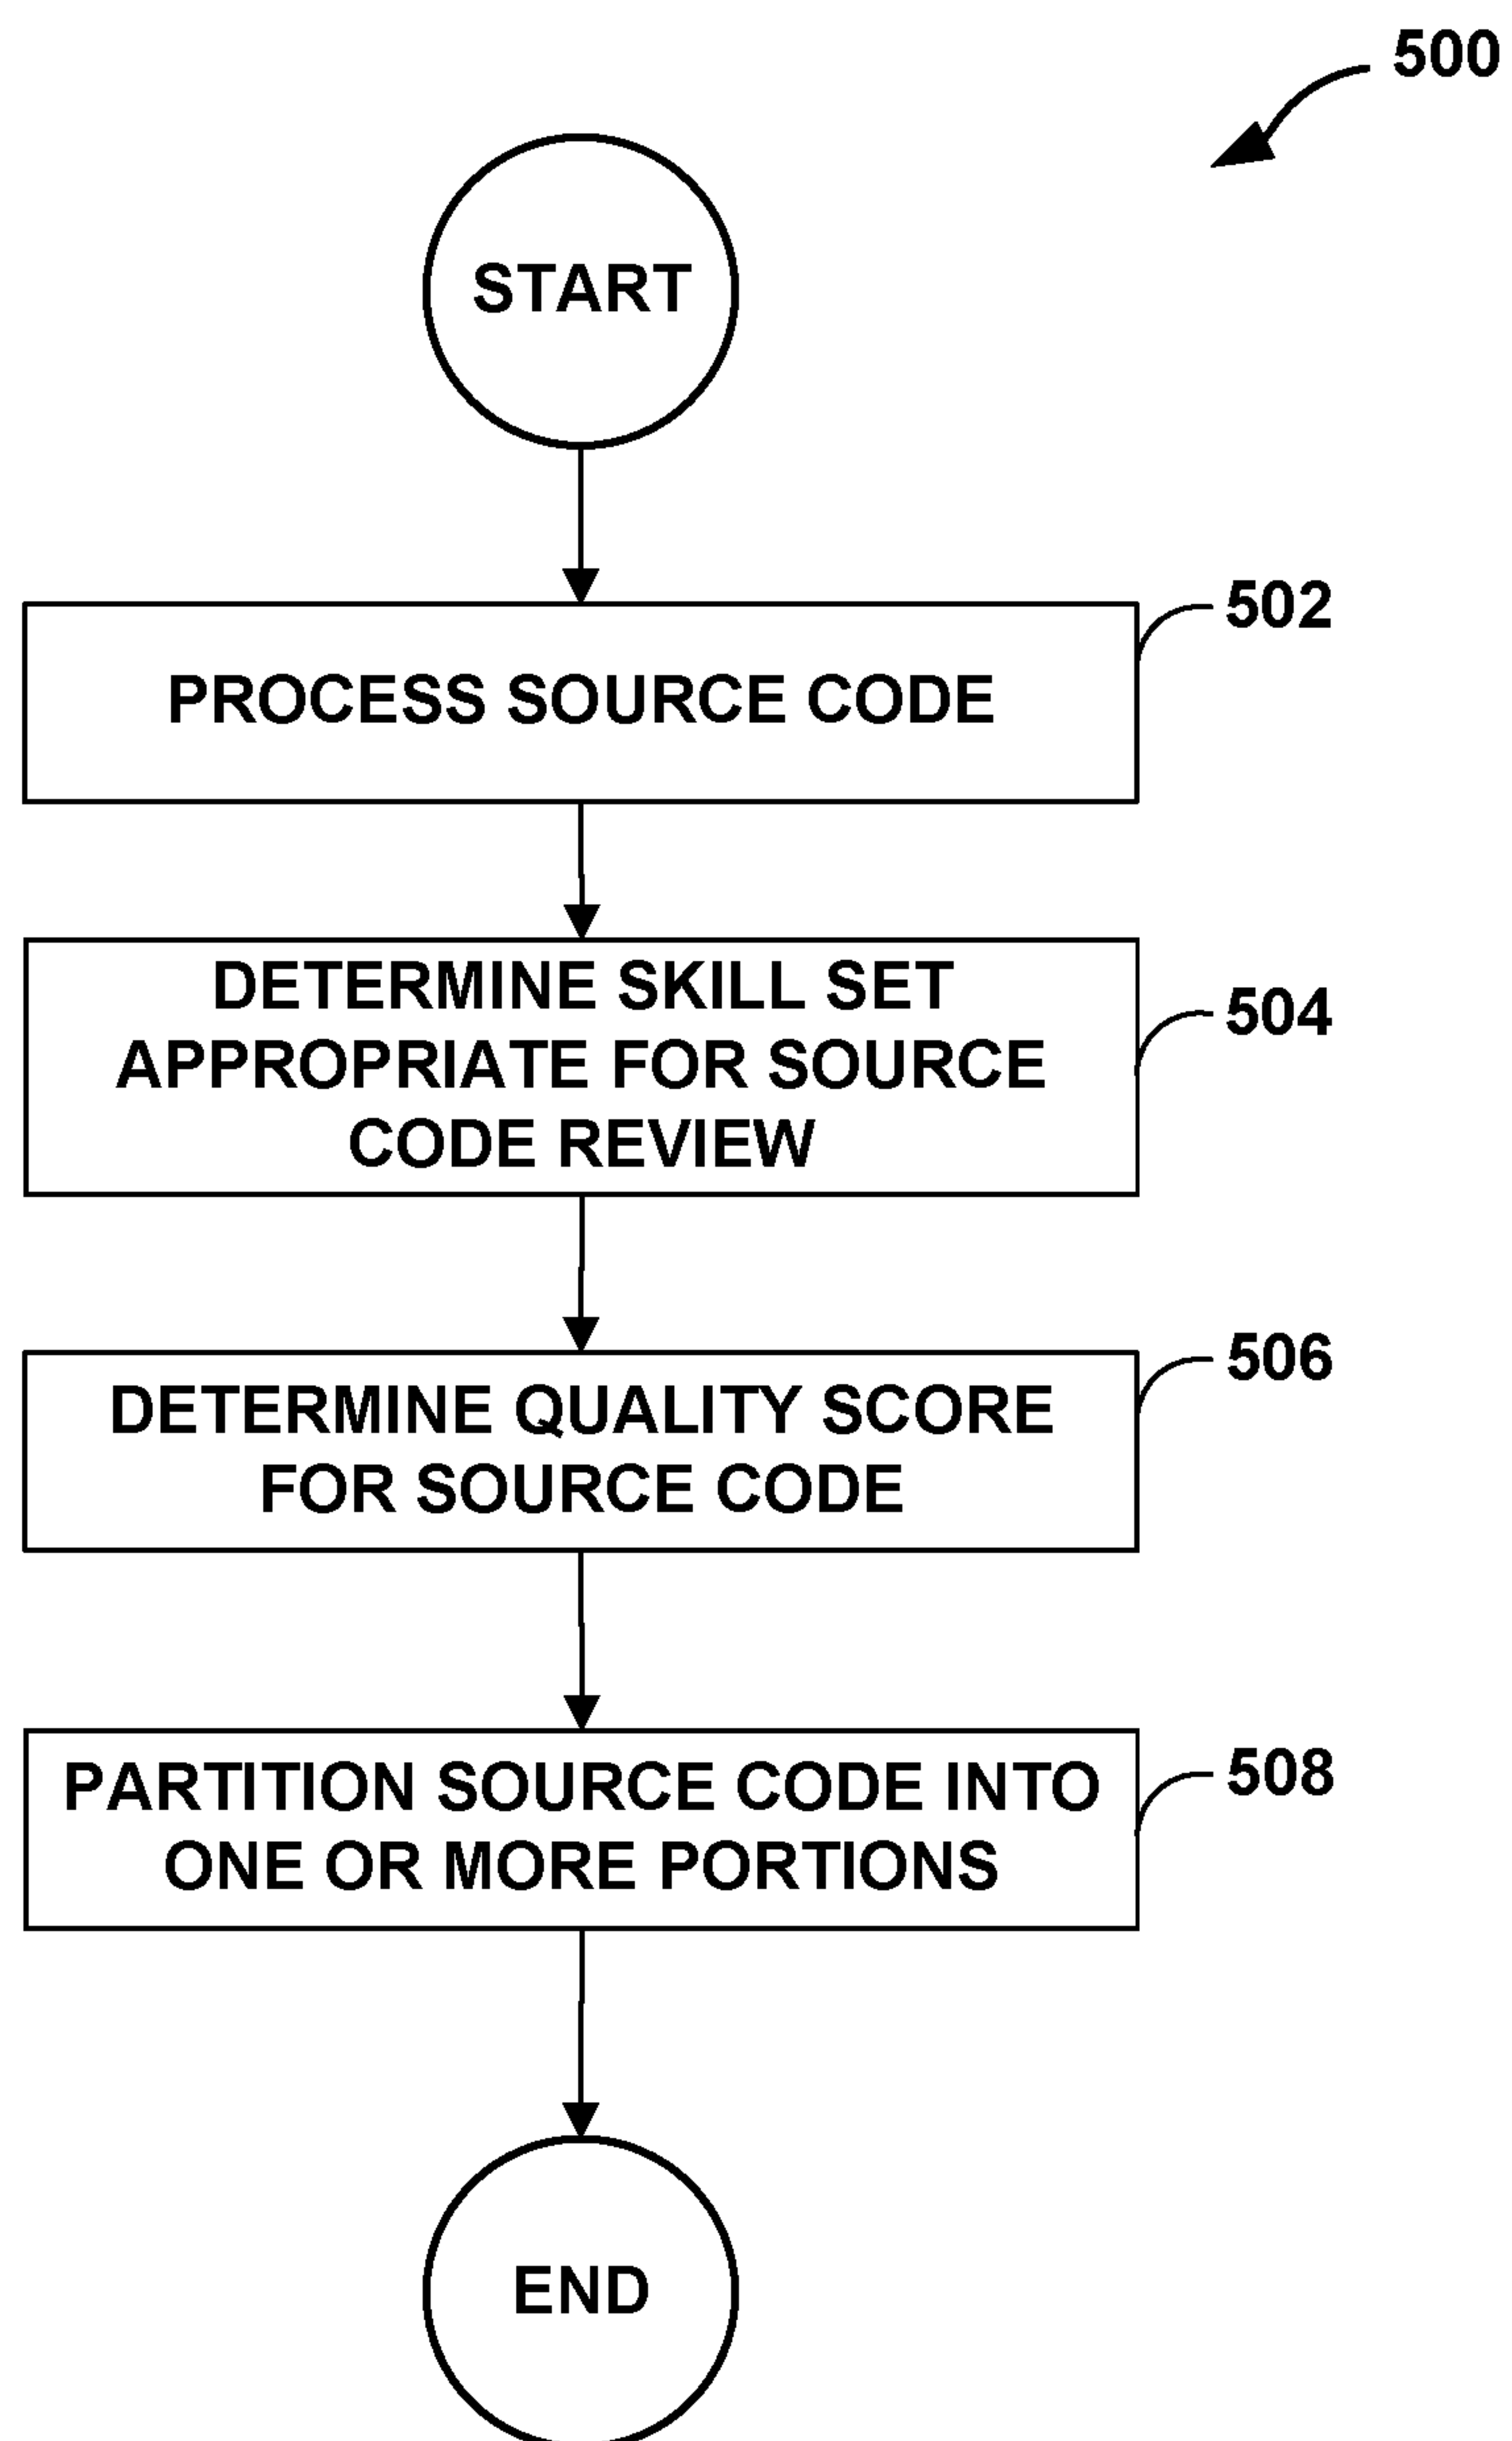 500
START
502
PROCESS SOURCE CODE
DETERMINE SKILL SET
504
APPROPRIATE FOR SOURCE
CODE REVIEW
506
DETERMINE QUALITY SCORE
FOR SOURCE CODE
508
PARTITION SOURCE CODE INTO
ONE OR MORE PORTIONS
END